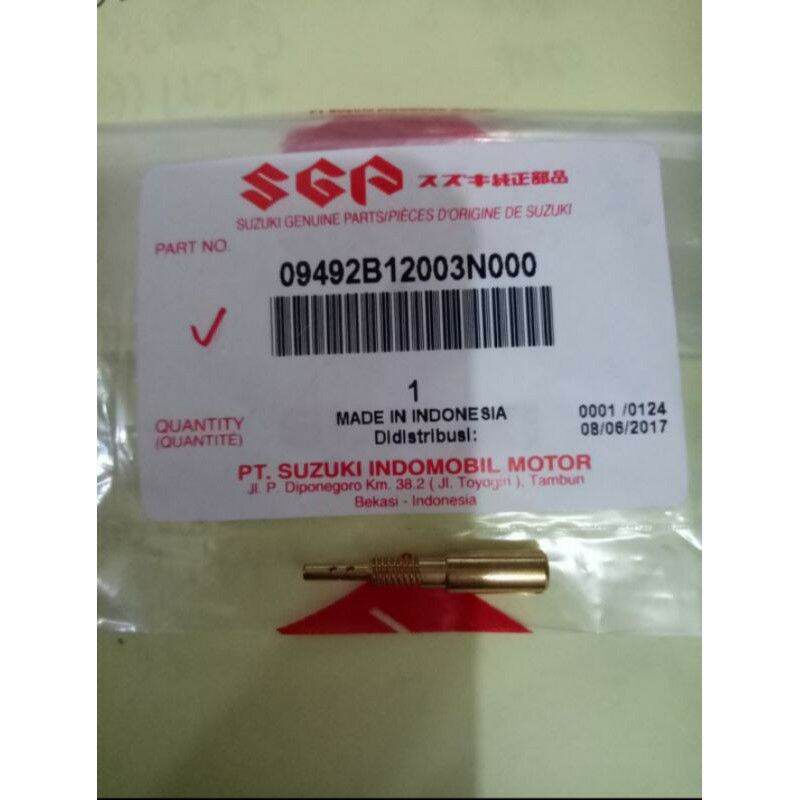 SGP スズキ純正部品
SUZUKI GENUINE PARTS/PIÈCES D'ORIGINE DE SUZUKI
PART NO.
09492B12003N000
1
QUANTITY
(QUANTITÉ)
MADE IN INDONESIA
Didistribusi:
0001 /0124
08/06/2017
PT. SUZUKI INDOMOBIL MOTOR
Jl. P. Diponegoro Km. 38.2 ( Jl. Toyogiri ), Tambun
Bekasi - Indonesia